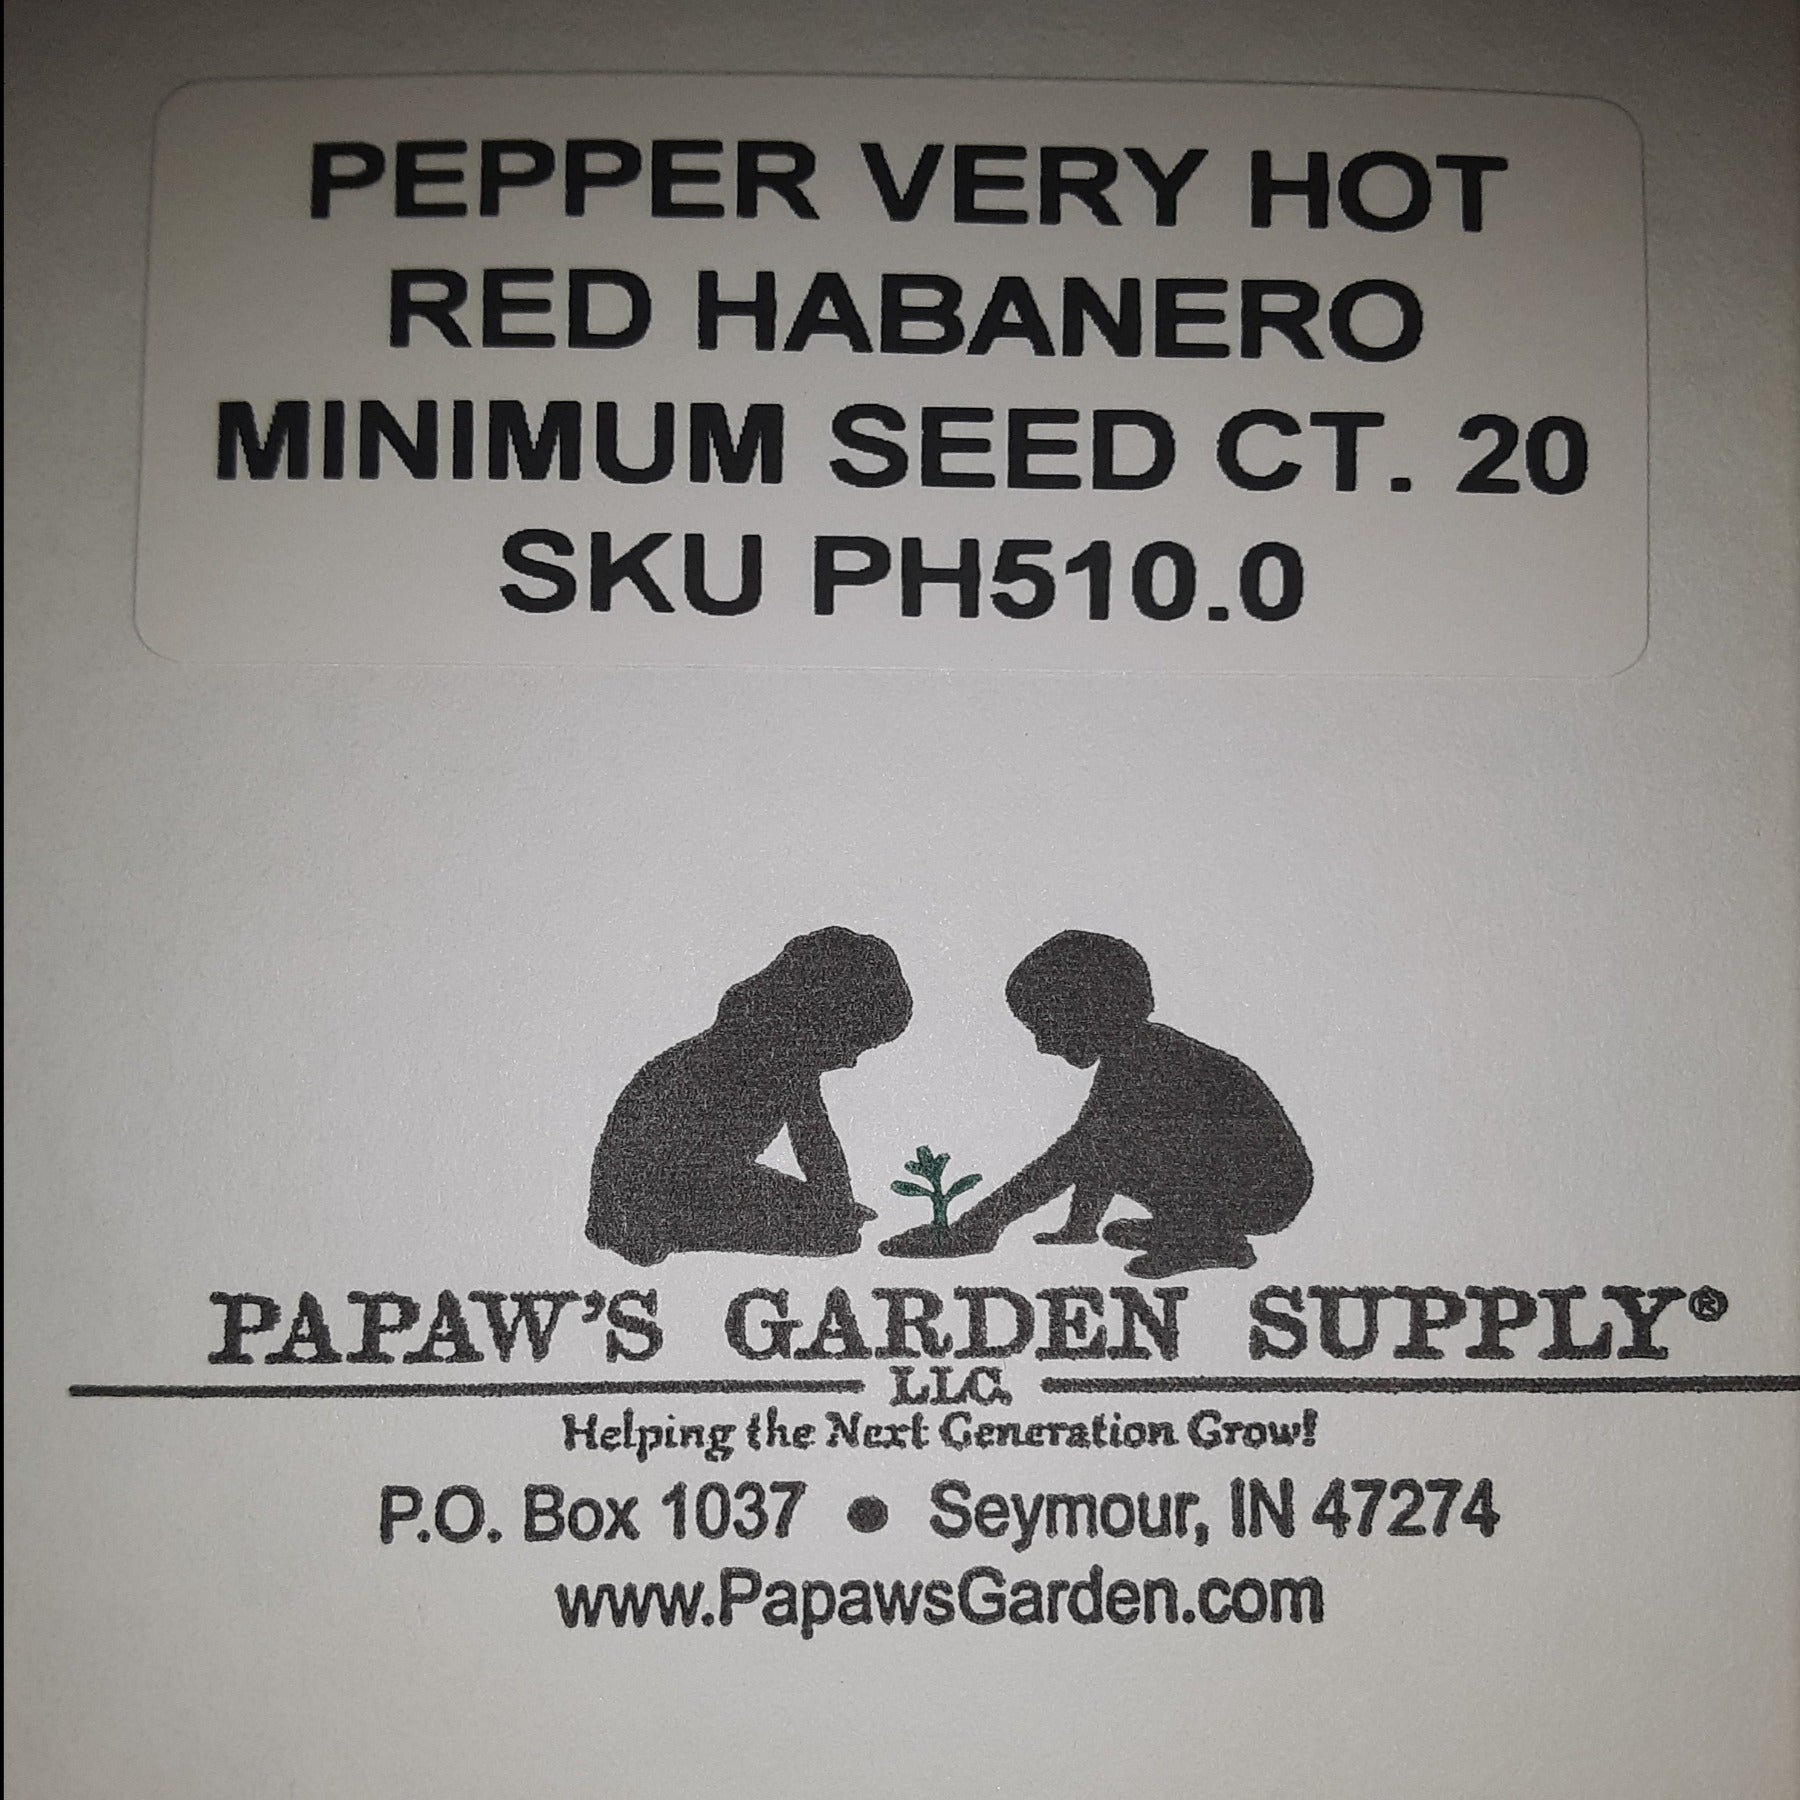 PEPPER VERY HOT
RED HABANERO
MINIMUM SEED CT. 20
SKU PH510.0
PAPAW'S GARDEN SUPPLY®
LLC.
Helping the Next Generation Grow!
P.O. Box 1037 • Seymour, IN 47274
www.PapawsGarden.com